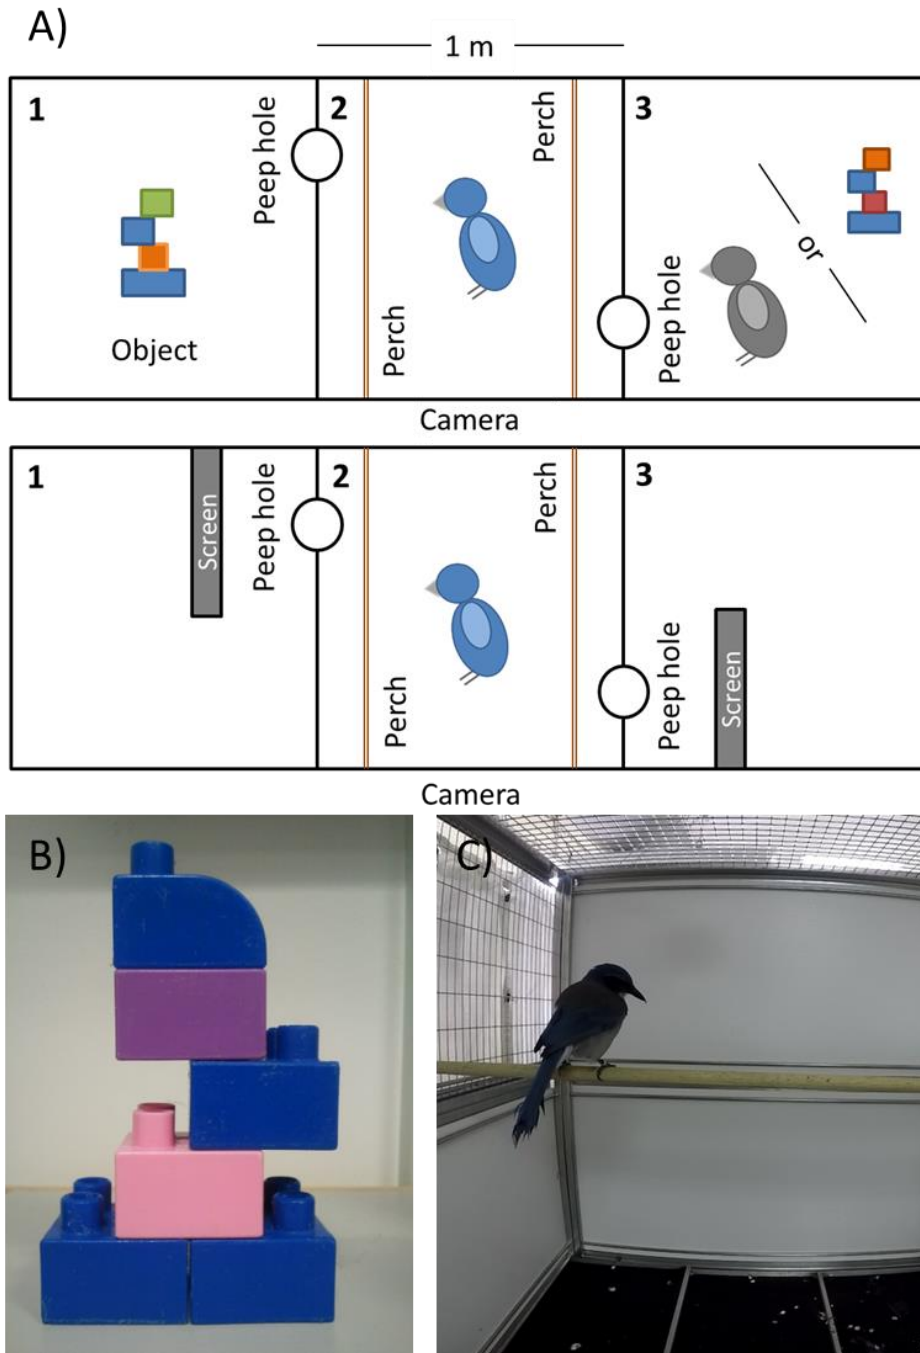 A)
1 m
1
Peep hole
2
Perch
Perch
3
Peep hole
or
Object
Camera
1
Screen
Peep hole
2
Perch
Perch
3
Peep hole
Screen
Camera
B)
C)